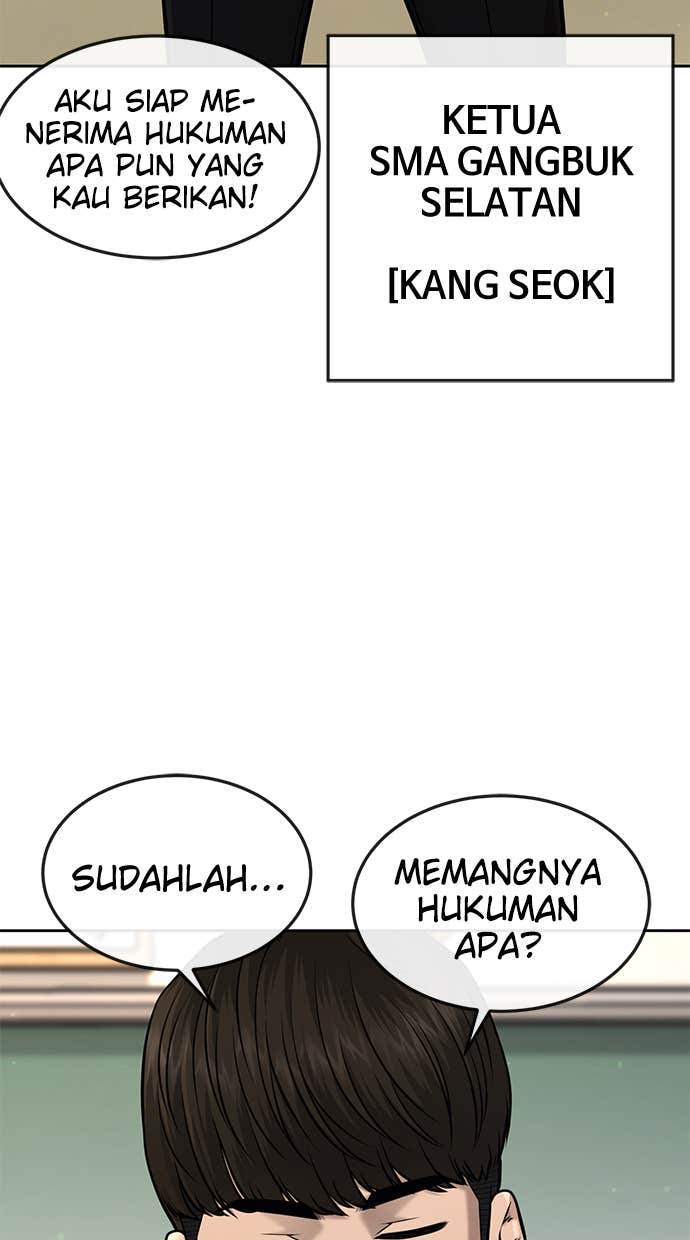 AKU SIAP ME-
NERIMA HUKUMAN
APA PUN YANG
KAU BERIKAN!
KETUA
SMA GANGBUK
SELATAN
[KANG SEOK]
SUDAHLAH...
MEMANGNYA
HUKUMAN
APA?